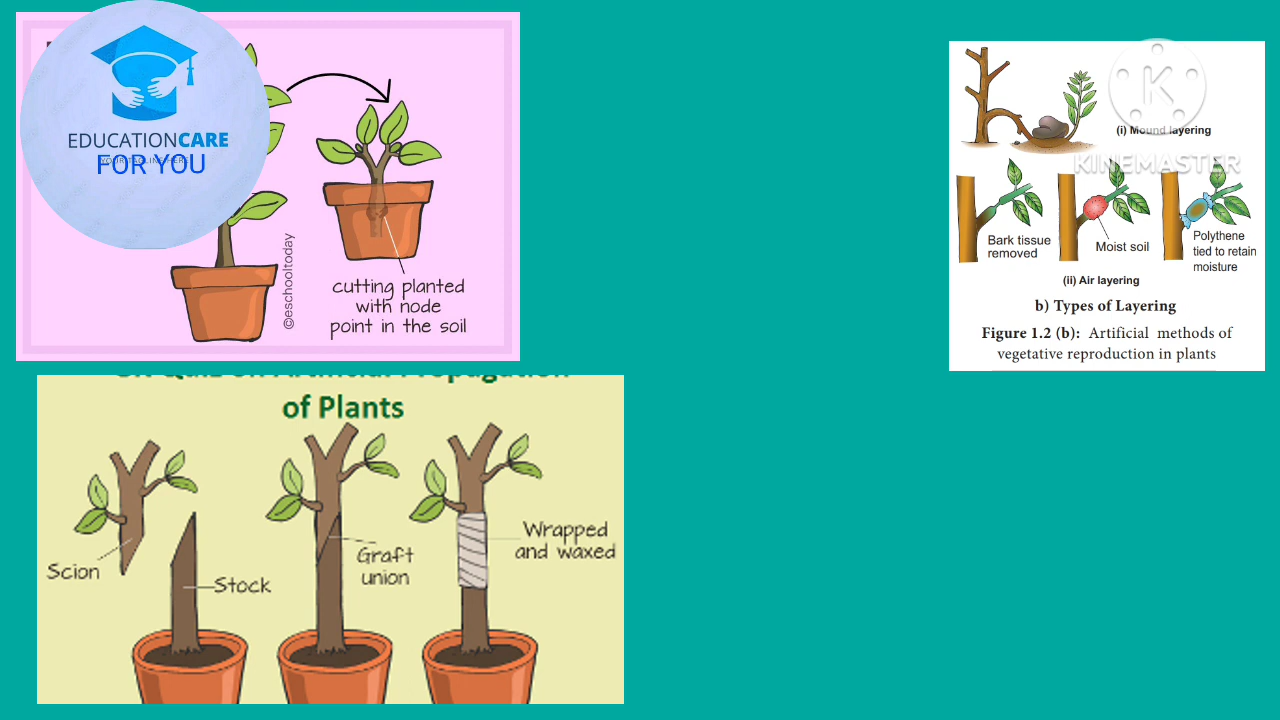 EDUCATIONCARE
FOR YOU
©eschooltoday
cutting planted
with node
point in the soil
of Plants
Scion
Stock
Graft
union
Wrapped
and waxed
K
KINEMASTER
(i) Mound layering
Bark tissue
removed
Moist soil
Polythene
tied to retain
moisture
(ii) Air layering
b) Types of Layering
Figure 1.2 (b): Artificial methods of
vegetative reproduction in plants